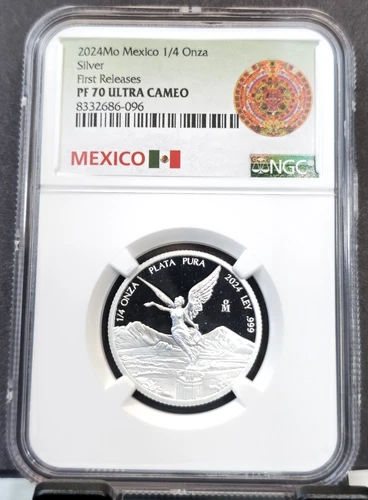 2024Mo Mexico 1/4 Onza
Silver
First Releases
PF 70 ULTRA CAMEO
8332686-096
MEXICO
NGC
1/4 ONZA PLATA PURA 2024 LEY .999
Mo